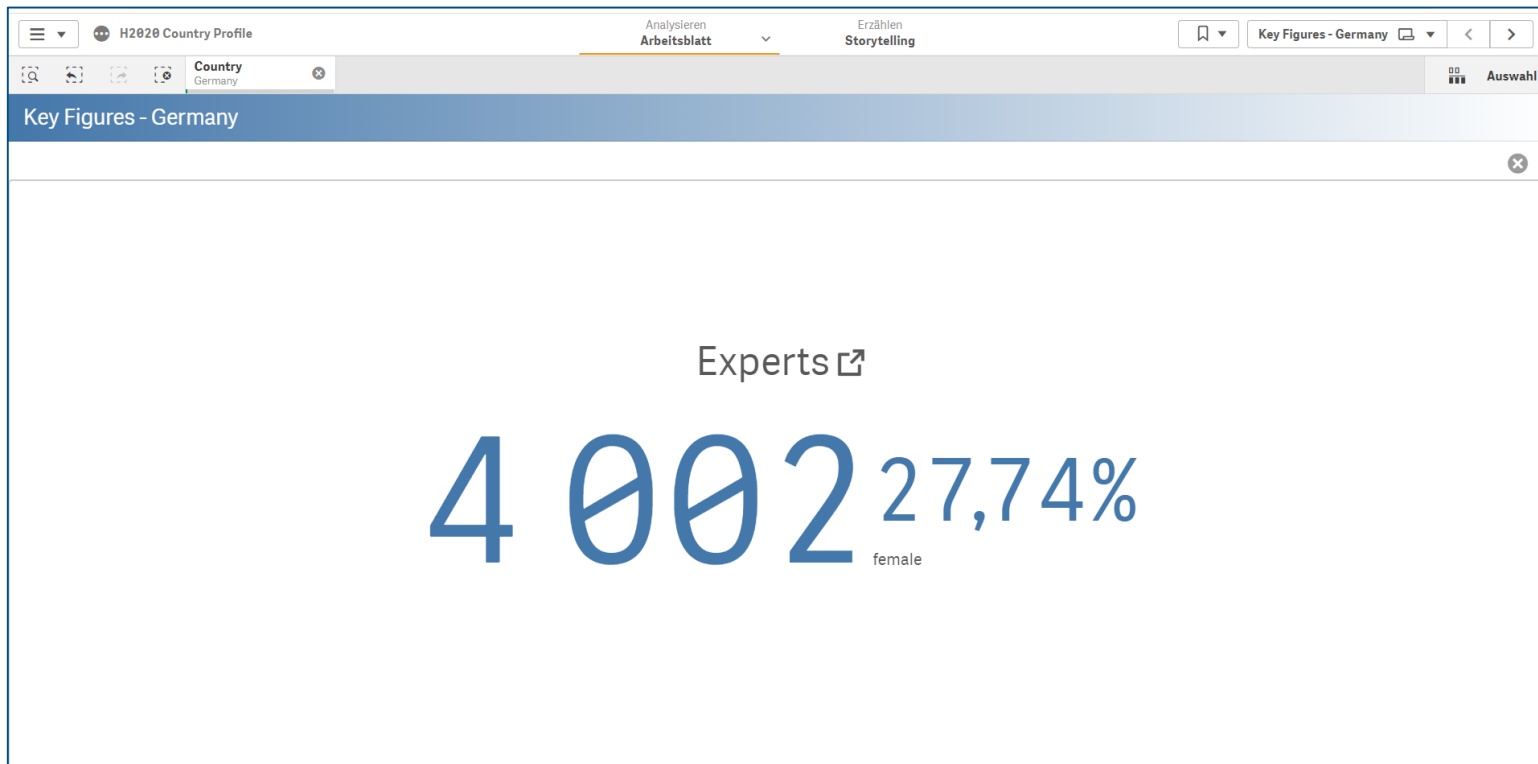 H2020 Country Profile
Analysieren
Arbeitsblatt
Erzählen
Storytelling
Key Figures - Germany
Country
Germany
Auswahl
Key Figures - Germany
Experts
4 002
27,74%
female